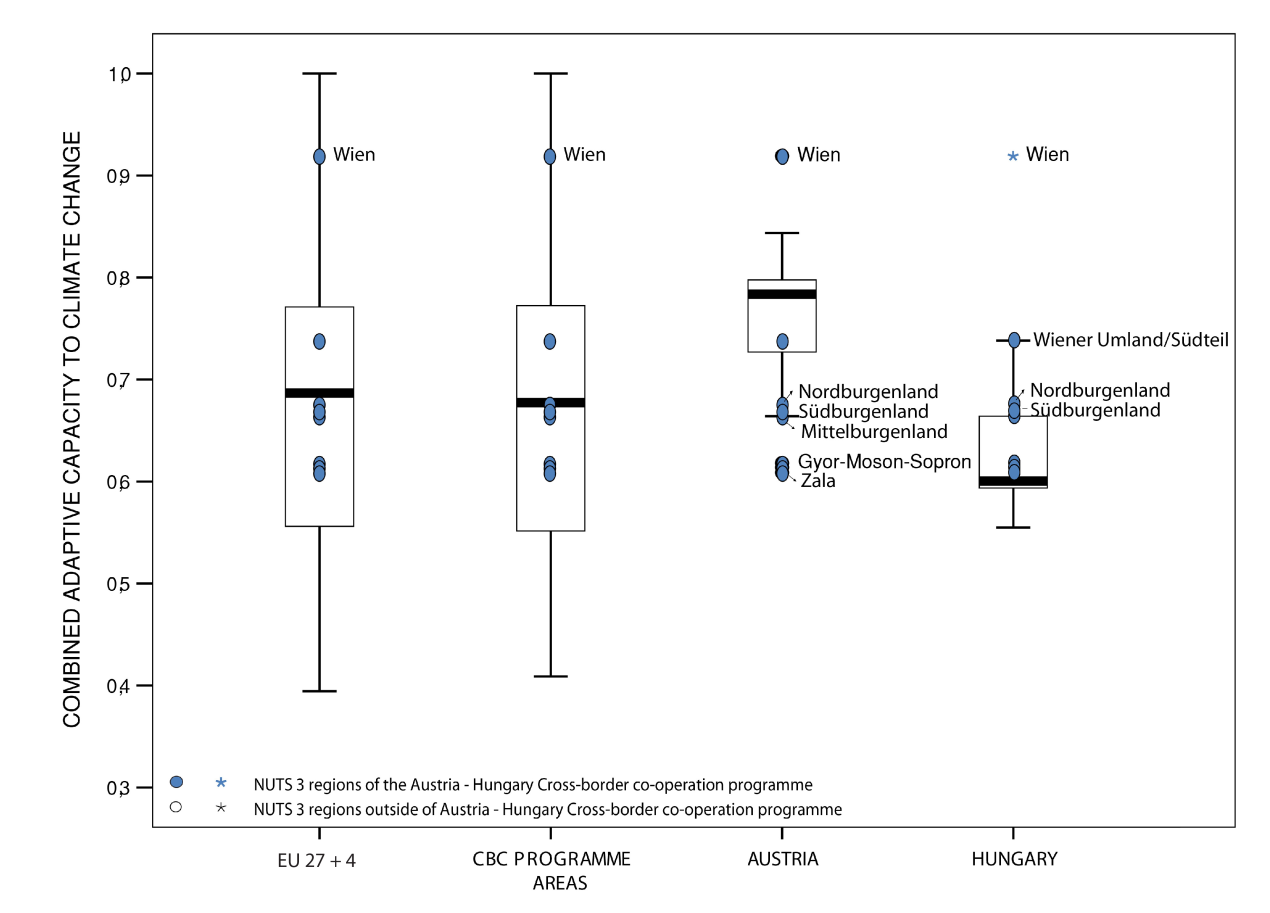 COMBINED ADAPTIVE CAPACITY TO CLIMATE CHANGE
1,0
0,9
0,8
0,7
0,6
0,5
0,4
0,3
Wien
Wien
Wien
Wien
Wiener Umland/Südteil
Nordburgenland
Südburgenland
Mittelburgenland
Nordburgenland
Südburgenland
Gyor-Moson-Sopron
Zala
NUTS 3 regions of the Austria - Hungary Cross-border co-operation programme
NUTS 3 regions outside of Austria - Hungary Cross-border co-operation programme
EU 27 + 4
CBC PROGRAMME
AREAS
AUSTRIA
HUNGARY